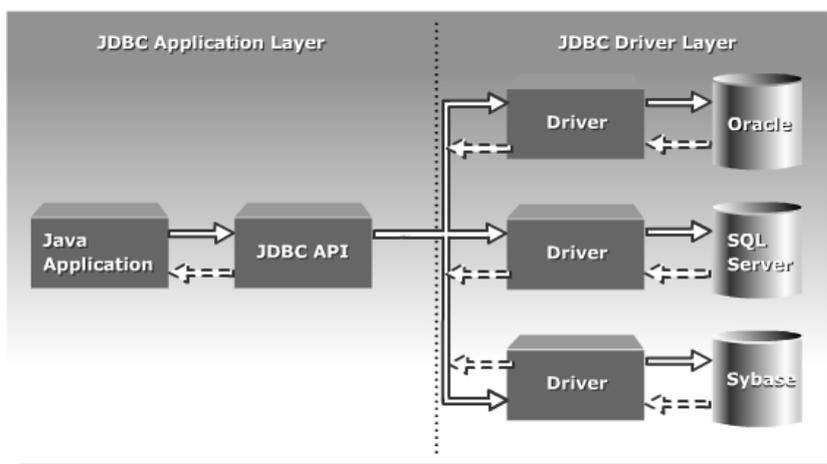 JDBC Application Layer
JDBC Driver Layer
Driver
Oracle
Java
Application
JDBC API
Driver
SQL
Server
Driver
Sybase